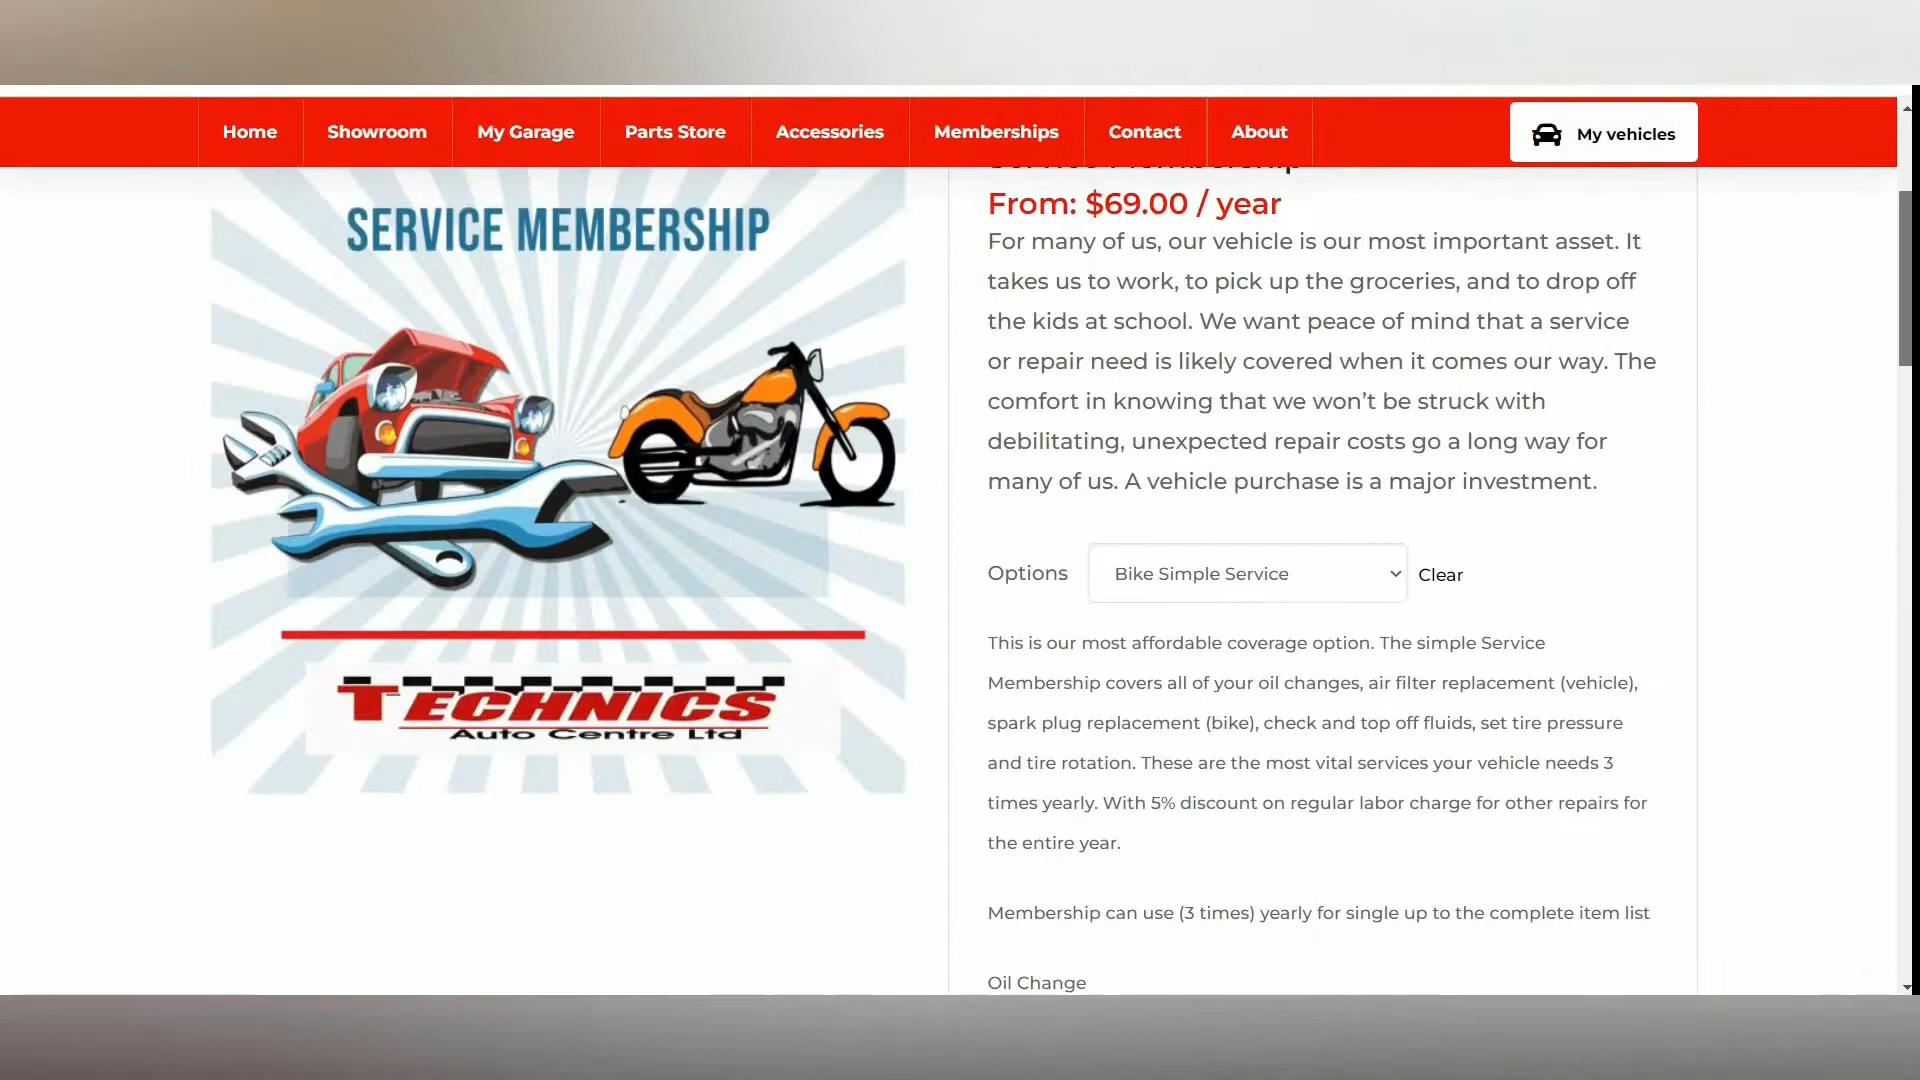 Home Showroom My Garage Parts Store Accessories Memberships Contact About My vehicles
SERVICE MEMBERSHIP
TECHNICS
Auto Centre Ltd
Service Membership
From: $69.00 / year
For many of us, our vehicle is our most important asset. It
takes us to work, to pick up the groceries, and to drop off
the kids at school. We want peace of mind that a service
or repair need is likely covered when it comes our way. The
comfort in knowing that we won’t be struck with
debilitating, unexpected repair costs go a long way for
many of us. A vehicle purchase is a major investment.
Options Bike Simple Service Clear
This is our most affordable coverage option. The simple Service
Membership covers all of your oil changes, air filter replacement (vehicle),
spark plug replacement (bike), check and top off fluids, set tire pressure
and tire rotation. These are the most vital services your vehicle needs 3
times yearly. With 5% discount on regular labor charge for other repairs for
the entire year.
Membership can use (3 times) yearly for single up to the complete item list
Oil Change